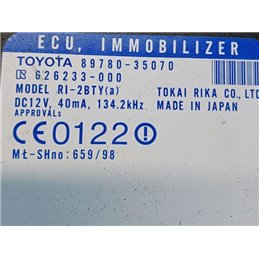 ECU, IMMOBILIZER
TOYOTA 89780-35070
R 626233-000
MODEL RI-2BTY(a) TOKAI RIKA CO., LTD
DC12V, 40mA, 134.2kHz MADE IN JAPAN
APPROVALs
CE0122
Mt-SHno: 659/98